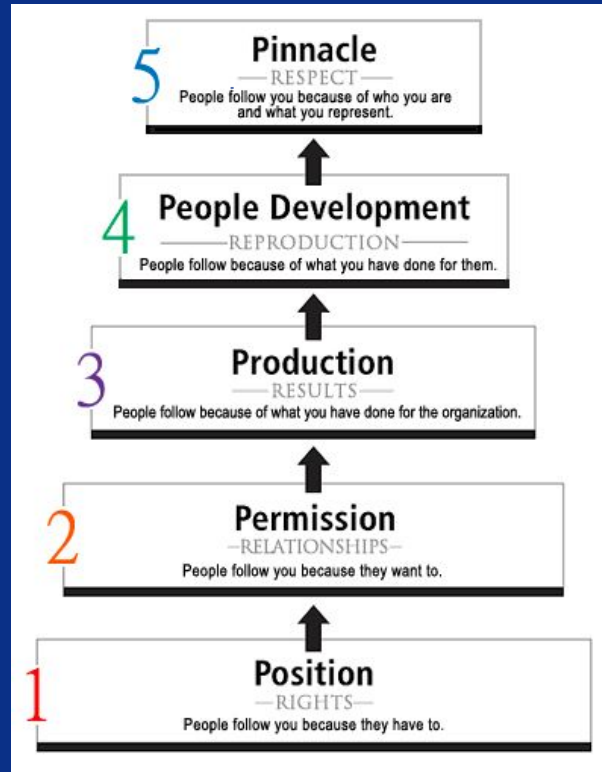 5
Pinnacle
RESPECT
People follow you because of who you are
and what you represent.
4
People Development
REPRODUCTION
People follow because of what you have done for them.
3
Production
RESULTS
People follow because of what you have done for the organization.
2
Permission
RELATIONSHIPS
People follow you because they want to.
1
Position
RIGHTS
People follow you because they have to.